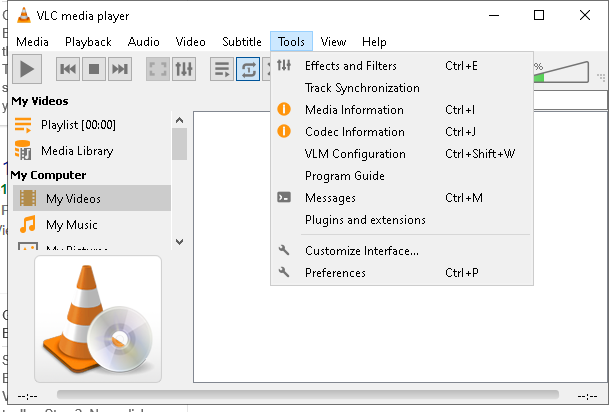 VLC media player
Media Playback Audio Video Subtitle Tools View Help
%
My Videos
Playlist [00:00]
Media Library
My Computer
My Videos
My Music
My Pictures
Effects and Filters Ctrl+E
Track Synchronization
Media Information Ctrl+I
Codec Information Ctrl+J
VLM Configuration Ctrl+Shift+W
Program Guide
Messages Ctrl+M
Plugins and extensions
Customize Interface...
Preferences Ctrl+P
--:-- --:--